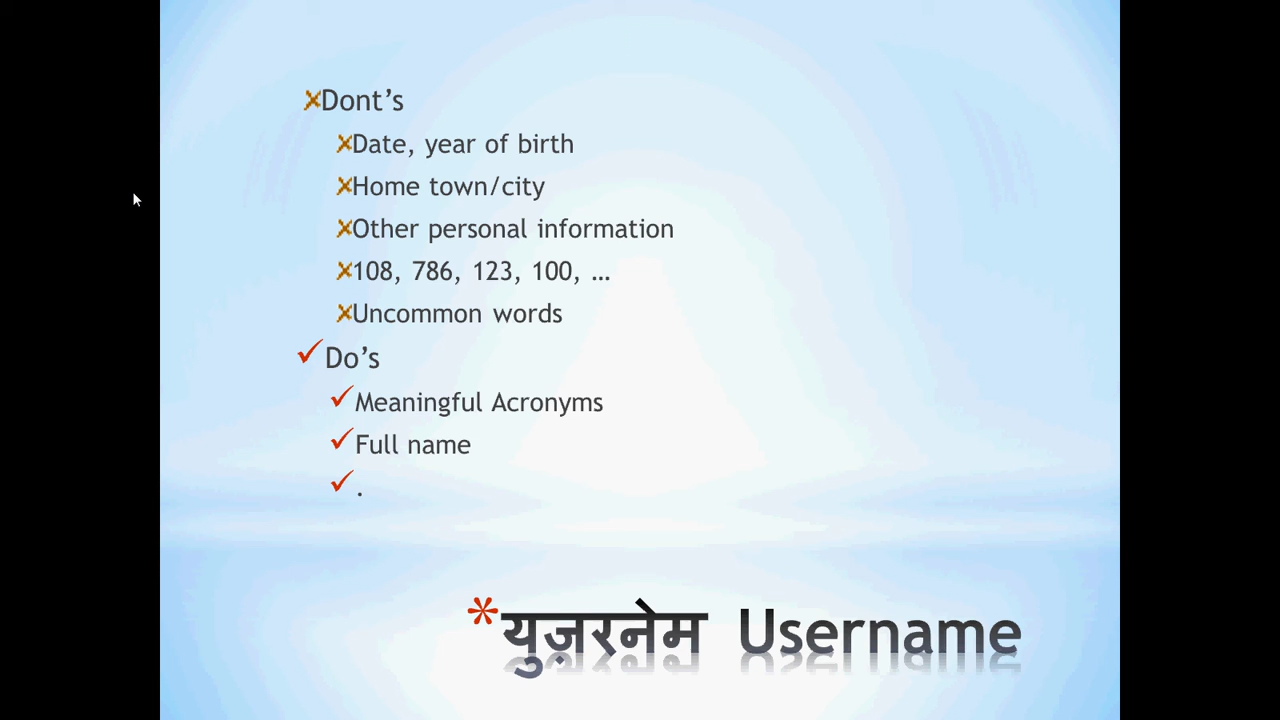 Dont’s
Date, year of birth
Home town/city
Other personal information
108, 786, 123, 100, …
Uncommon words
Do’s
Meaningful Acronyms
Full name
.
*युज़रनेम Username